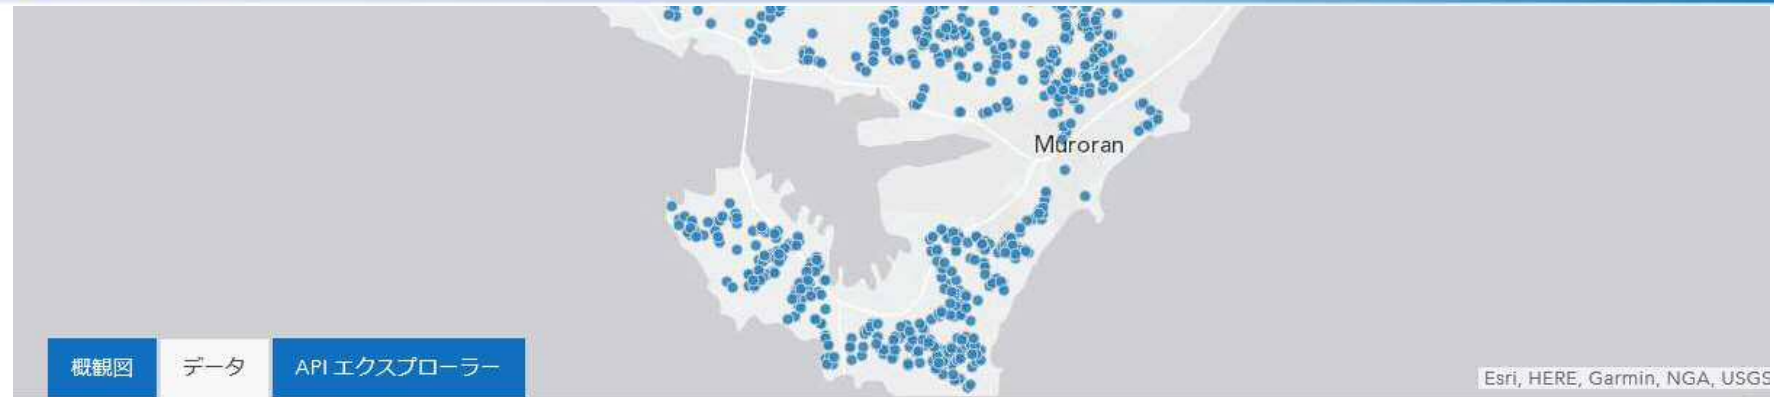 Muroran
概観図
データ
API エクスプローラー
Esri, HERE, Garmin, NGA, USGS